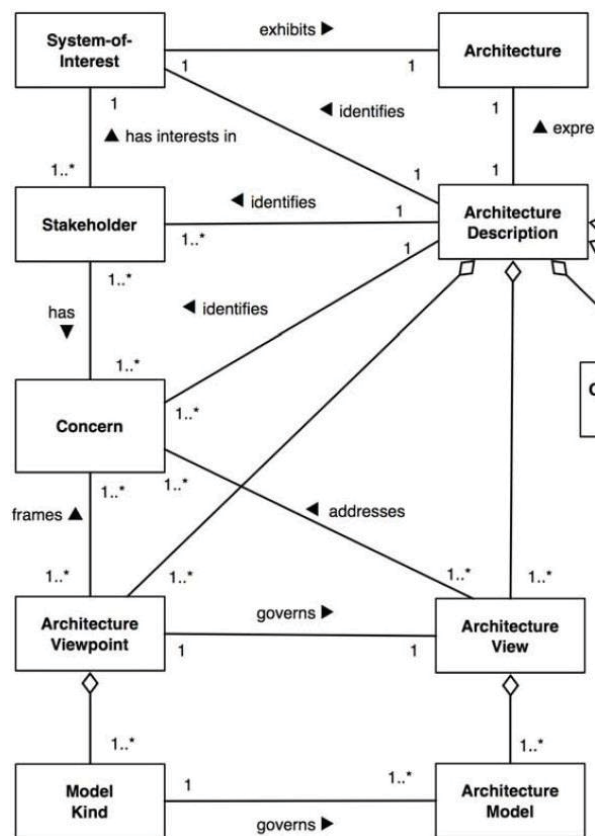 System-of-
Interest
exhibits ▶
Architecture
1
1
1
1
◀ identifies
▲ has interests in
▲ expre
1..*
1
1
Stakeholder
◀ identifies
1
1..*
Architecture
Description
1..*
1
has
▼
◀ identifies
1..*
1..*
C
Concern
1..*
1..*
frames ▲
◀ addresses
1..*
1..*
1..*
1..*
Architecture
Viewpoint
governs ▶
1
1
Architecture
View
1..*
1..*
Model
Kind
1
1..*
governs ▶
Architecture
Model